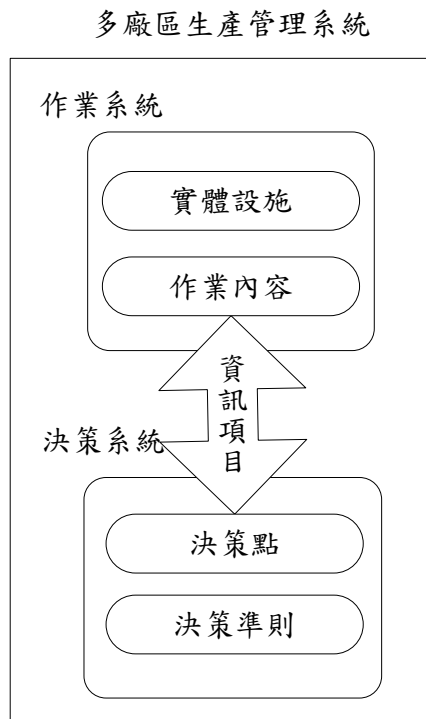 多廠區生產管理系統
作業系統
實體設施
作業內容
資訊項目
決策系統
決策點
決策準則